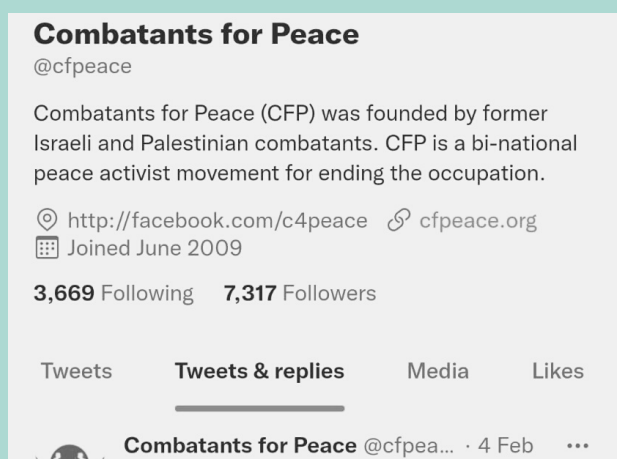 Combatants for Peace
@cfpeace
Combatants for Peace (CFP) was founded by former
Israeli and Palestinian combatants. CFP is a bi-national
peace activist movement for ending the occupation.
http://facebook.com/c4peace cfpeace.org
Joined June 2009
3,669 Following 7,317 Followers
Tweets Tweets & replies Media Likes
Combatants for Peace @cfpea... · 4 Feb ...